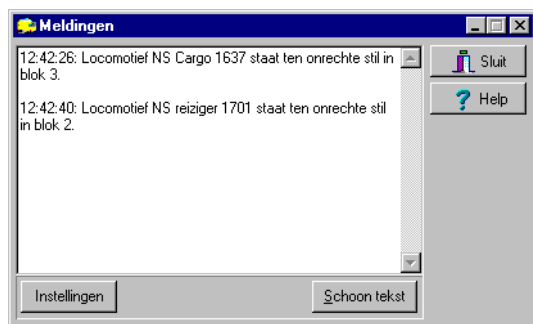 Meldingen
12:42:26: Locomotief NS Cargo 1637 staat ten onrechte stil in
blok 3.
12:42:40: Locomotief NS reiziger 1701 staat ten onrechte stil
in blok 2.
Sluit
Help
Instellingen
Schoon tekst